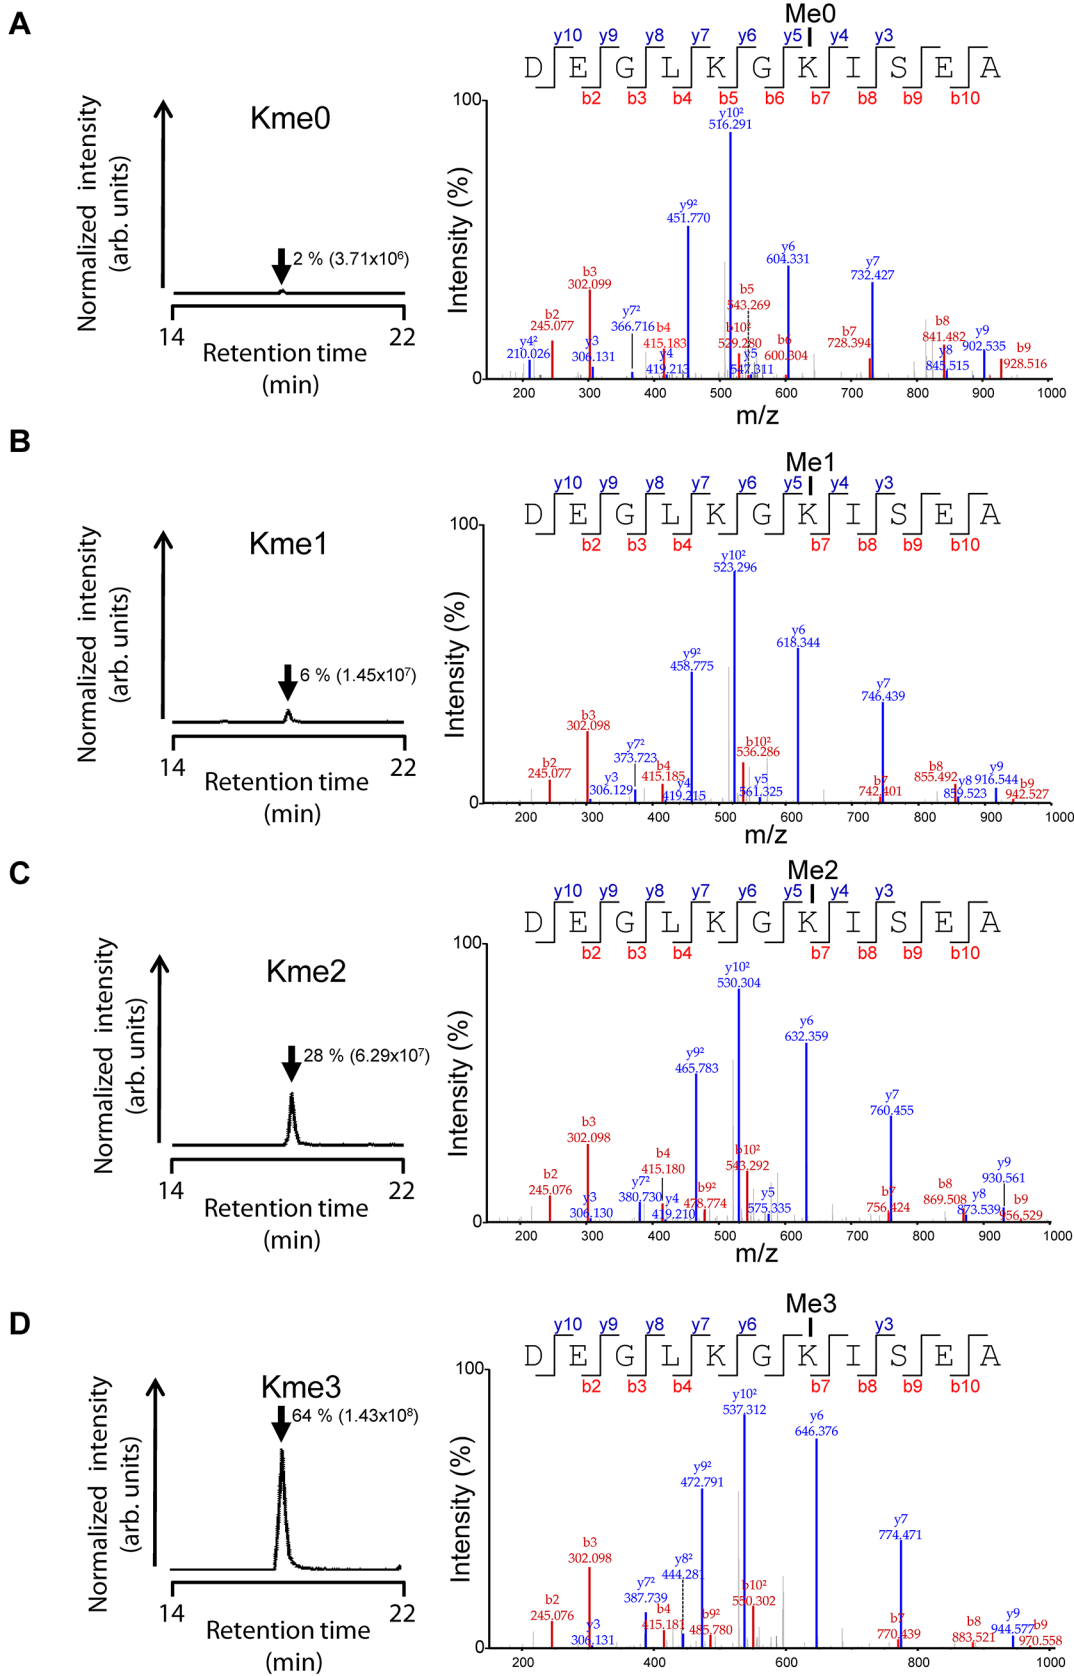 A
Kme0
Normalized intensity
(arb. units)
2 % (3.71x10⁶)
14 22
Retention time
(min)
Me0
y10 y9 y8 y7 y6 y5 y4 y3
D E G L K G K I S E A
b2 b3 b4 b5 b6 b7 b8 b9 b10
Intensity (%)
100
0
y10²
516.291
y9²
451.770
y6
604.331
y7
732.427
b3
302.099
b5
543.269
y7²
366.716
b2
245.077
y4²
210.026
y3
306.131
b4
415.183
y4
419.213
b10²
529.280
y5
547.311
b6
600.304
b7
728.394
b8
841.482
y8
845.515
y9
902.535
b9
928.516
200 300 400 500 600 700 800 900 1000
m/z
B
Kme1
Normalized intensity
(arb. units)
6 % (1.45x10⁷)
14 22
Retention time
(min)
Me1
y10 y9 y8 y7 y6 y5 y4 y3
D E G L K G K I S E A
b2 b3 b4 b7 b8 b9 b10
Intensity (%)
100
0
y10²
523.296
y9²
458.775
y6
618.344
y7
746.439
b3
302.098
y7²
373.723
b10²
536.286
b2
245.077
y3
306.129
b4
415.185
y4
419.215
y5
561.325
b7
742.401
b8
855.492
y8
859.523
y9
916.544
b9
942.527
200 300 400 500 600 700 800 900 1000
m/z
C
Kme2
Normalized intensity
(arb. units)
28 % (6.29x10⁷)
14 22
Retention time
(min)
Me2
y10 y9 y8 y7 y6 y5 y4 y3
D E G L K G K I S E A
b2 b3 b4 b7 b8 b9 b10
Intensity (%)
100
0
y10²
530.304
y9²
465.783
y6
632.359
y7
760.455
b3
302.098
b4
415.180
b10²
543.292
b2
245.076
y3
306.130
y7²
380.730
y4
419.210
b9²
478.774
y5
575.335
b7
756.424
b8
869.508
y8
873.539
y9
930.561
b9
956.529
200 300 400 500 600 700 800 900 1000
m/z
D
Kme3
Normalized intensity
(arb. units)
64 % (1.43x10⁸)
14 22
Retention time
(min)
Me3
y10 y9 y8 y7 y6 y3
D E G L K G K I S E A
b2 b3 b4 b7 b8 b9 b10
Intensity (%)
100
0
y10²
537.312
y6
646.376
y9²
472.791
y7
774.471
b3
302.098
y8²
444.281
y7²
387.739
b10²
550.302
b2
245.076
y3
306.131
b4
415.181
b9²
485.780
b7
770.439
b8
883.521
y9
944.577
b9
970.558
200 400 600 800 1000